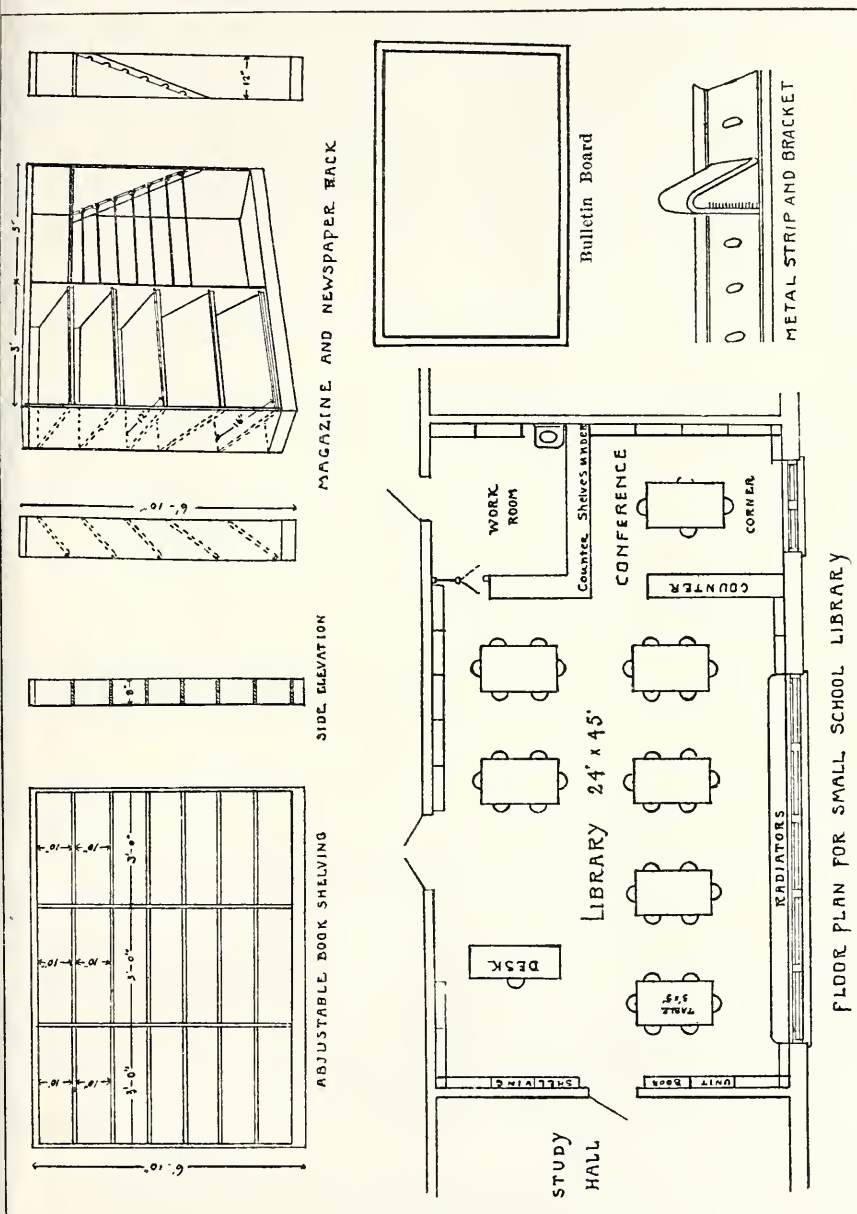 6'-10"
10"
10"
10"
10"
10"
10"
3'-0"
3'-0"
3'-0"
ADJUSTABLE BOOK SHELVING
8"
SIDE ELEVATION
6'-10"
3'
3'
12"
16"
12"
MAGAZINE AND NEWSPAPER RACK
Bulletin Board
METAL STRIP AND BRACKET
STUDY
HALL
SHELVING
UNIT BOOK
DESK
TABLE
3'x5'
LIBRARY 24' x 45'
RADIATORS
WORK
ROOM
Counter Shelves under
CONFERENCE
CORNER
COUNTER
FLOOR PLAN FOR SMALL SCHOOL LIBRARY